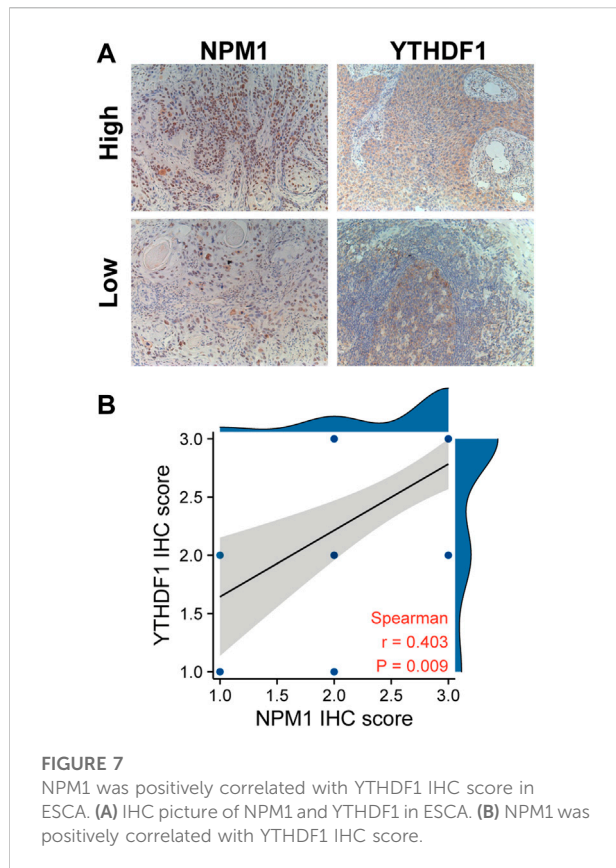 A
NPM1 YTHDF1
High
Low
B
YTHDF1 IHC score
3.0
2.5
2.0
1.5
1.0
Spearman
r = 0.403
P = 0.009
1.0 1.5 2.0 2.5 3.0
NPM1 IHC score
FIGURE 7
NPM1 was positively correlated with YTHDF1 IHC score in
ESCA. (A) IHC picture of NPM1 and YTHDF1 in ESCA. (B) NPM1 was
positively correlated with YTHDF1 IHC score.